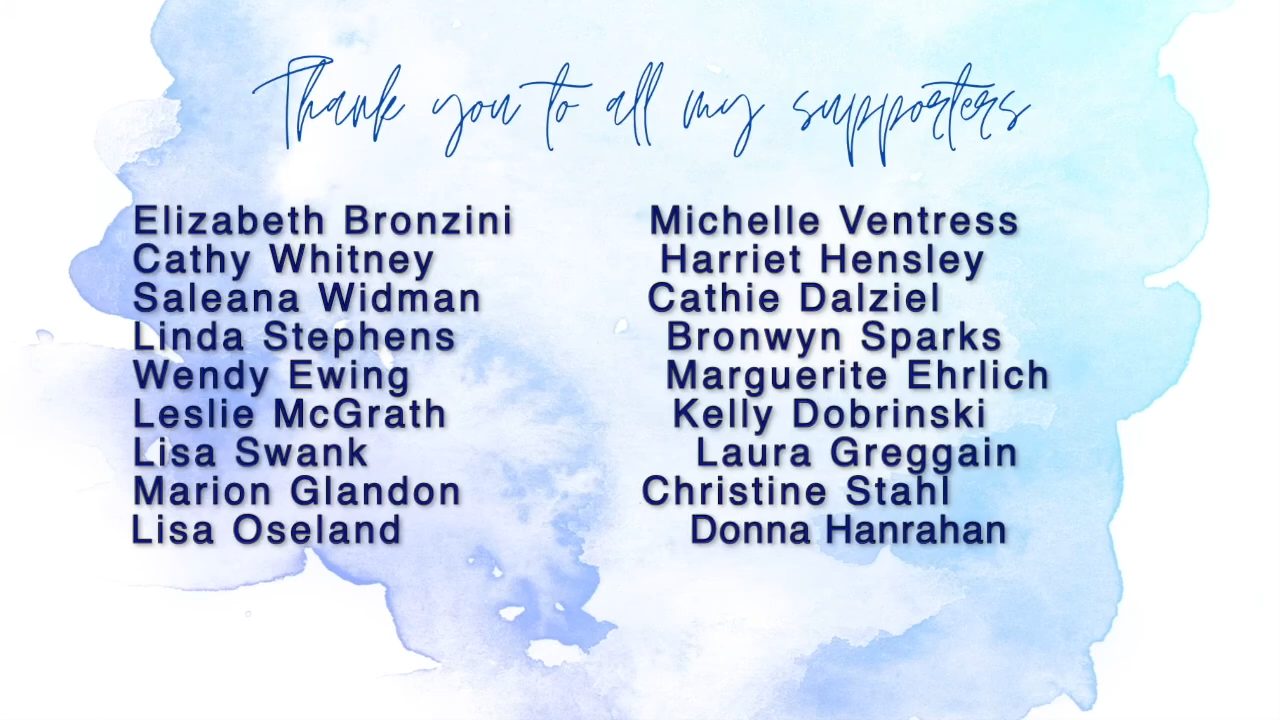 Thank you to all my supporters
Elizabeth Bronzini
Cathy Whitney
Saleana Widman
Linda Stephens
Wendy Ewing
Leslie McGrath
Lisa Swank
Marion Glandon
Lisa Oseland
Michelle Ventress
Harriet Hensley
Cathie Dalziel
Bronwyn Sparks
Marguerite Ehrlich
Kelly Dobrinski
Laura Greggain
Christine Stahl
Donna Hanrahan